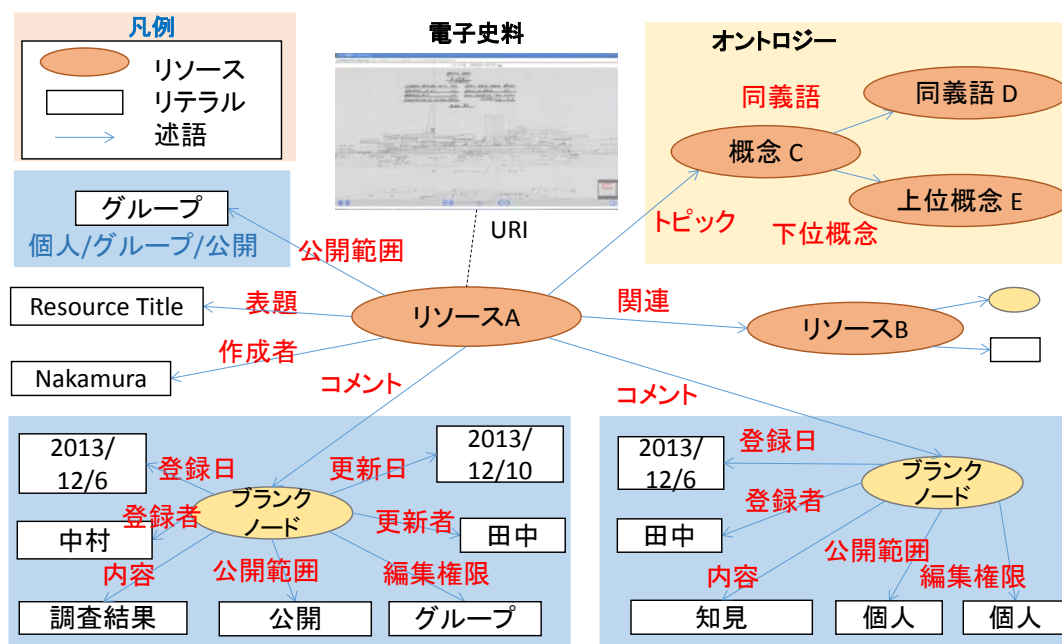 凡例
リソース
リテラル
述語
電子史料
URI
オントロジー
同義語
同義語 D
概念 C
上位概念 E
下位概念
トピック
グループ
個人/グループ/公開
公開範囲
Resource Title
表題
リソースA
関連
リソースB
Nakamura
作成者
コメント
コメント
2013/
12/6
登録日
更新日
2013/
12/10
ブランク
ノード
登録者
中村
更新者
田中
内容
公開範囲
編集権限
調査結果
公開
グループ
2013/
12/6
登録日
ブランク
ノード
登録者
田中
内容
公開範囲
編集権限
知見
個人
個人